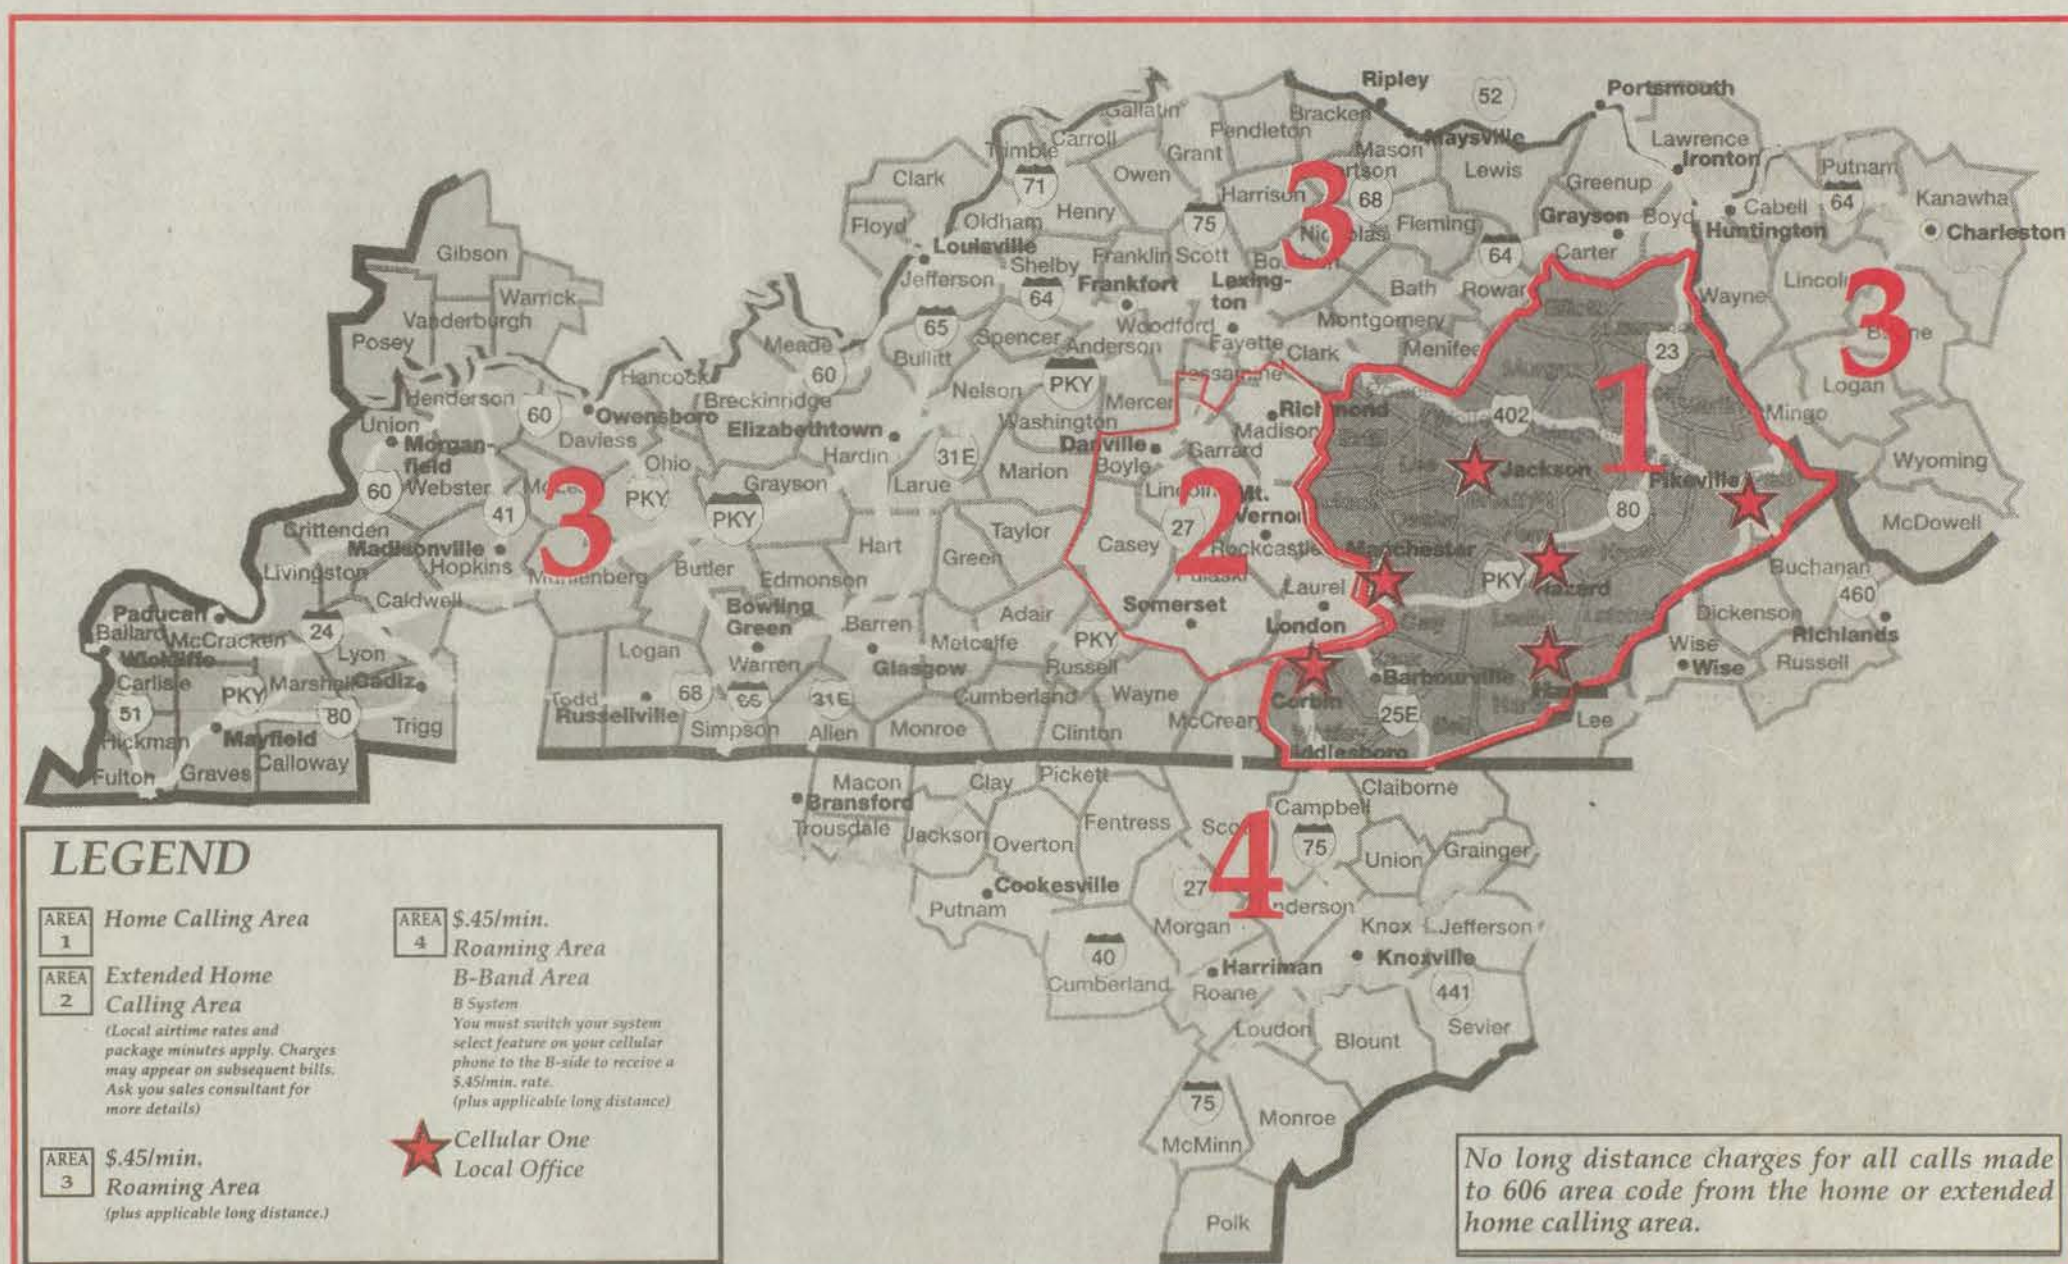 Ripley
52
Portsmouth
Gallatin
Bracken
Pendleton
Carroll
Maysville
Lawrence
Trimble
Grant
Mason
Ironton
Putnam
Clark
71
Owen
Lewis
Greenup
64
Kanawha
Harrison
3
68
Oldham
Henry
75
Fleming
Grayson
Boyd
Cabell
Floyd
Huntington
Charleston
Louisville
Shelby
Franklin
Scott
64
Carter
Gibson
Jefferson
64
Frankfort
Lexing-
ton
Bath
Wayne
3
Warrick
Vanderburgh
65
Spencer
Woodford
Montgomery
Posey
Meade
Bullitt
Anderson
Fayette
Clark
Menifee
23
Hancock
60
Nelson
PKY
Logan
1
Henderson
60
Breckinridge
Mercer
Owensboro
Washington
Richmond
402
Mingo
Union
Daviess
Elizabethtown
Danville
Madison
Morgan-
field
Ohio
Hardin
31E
Marion
Boyle
Garrard
Jackson
Wyoming
60
Webster
PKY
Grayson
Larue
Lincoln
Mt.
Vernon
Pikeville
3
41
PKY
2
27
80
McDowell
Crittenden
Taylor
Madisonville
Hart
Green
Casey
Rockcastle
Manchester
Hopkins
Livingston
Muhlenberg
Butler
Edmonson
Pulaski
Laurel
PKY
Hazard
Buchanan
Caldwell
460
Paducah
Bowling
Green
Adair
Somerset
Dickenson
Ballard
McCracken
24
Barren
London
Clay
Richlands
Wickliffe
Lyon
Logan
Warren
Metcalfe
PKY
Wise
Carlisle
PKY
Marshall
Cadiz
Glasgow
Russell
Barbourville
Wise
Russell
51
80
Todd
68
65
31E
Cumberland
Wayne
Corbin
Hickman
Mayfield
Trigg
Russellville
Simpson
Allen
Monroe
Clinton
McCreary
25E
Lee
Fulton
Graves
Calloway
Macon
Clay
Pickett
Claiborne
Bransford
Campbell
Trousdale
Jackson
Overton
Fentress
4
75
Union
Grainger
Cookesville
27
Putnam
Morgan
Knox
Jefferson
40
Harriman
Knoxville
Cumberland
Roane
441
Loudon
Blount
Sevier
75
Monroe
McMinn
Polk
LEGEND
AREA
1
Home Calling Area
AREA
2
Extended Home
Calling Area
(Local airtime rates and
package minutes apply. Charges
may appear on subsequent bills.
Ask you sales consultant for
more details)
AREA
3
$.45/min.
Roaming Area
(plus applicable long distance.)
AREA
4
$.45/min.
Roaming Area
B-Band Area
B System
You must switch your system
select feature on your cellular
phone to the B-side to receive a
$.45/min. rate.
(plus applicable long distance)
Cellular One
Local Office
No long distance charges for all calls made
to 606 area code from the home or extended
home calling area.